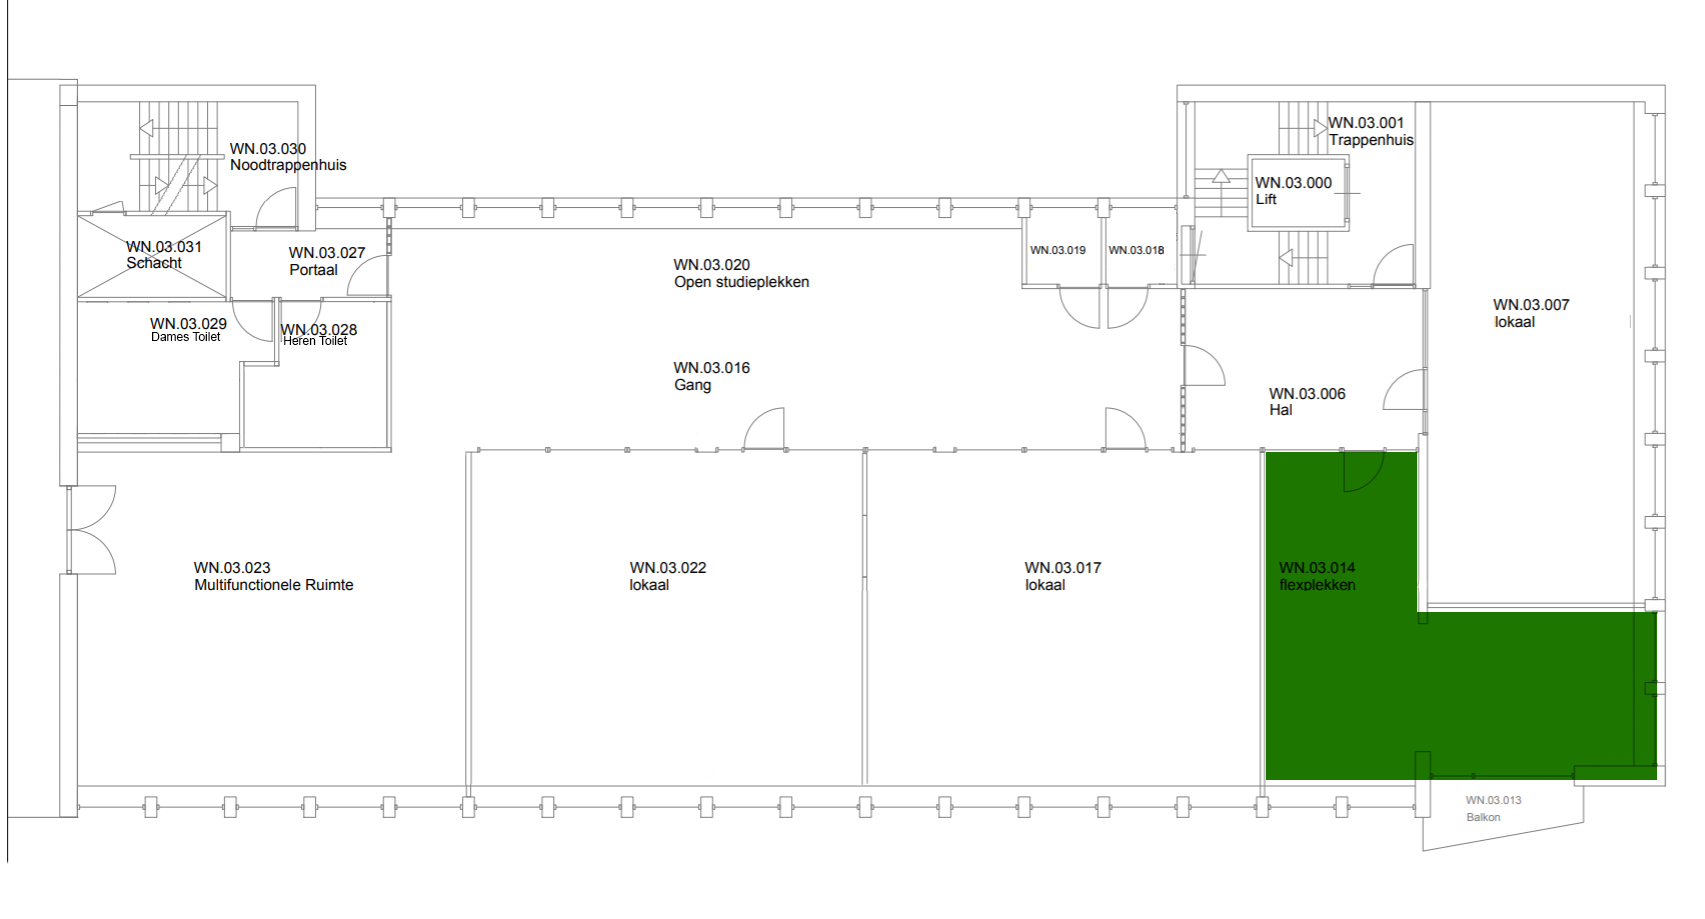 WN.03.001
Trappenhuis
WN.03.030
Noodtrappenhuis
WN.03.000
Lift
WN.03.031
Schacht
WN.03.027
Portaal
WN.03.020
Open studieplekken
WN.03.019
WN.03.018
WN.03.007
lokaal
WN.03.029
Dames Toilet
WN.03.028
Heren Toilet
WN.03.016
Gang
WN.03.006
Hal
WN.03.023
Multifunctionele Ruimte
WN.03.022
lokaal
WN.03.017
lokaal
WN.03.014
flexplekken
WN.03.013
Balkon